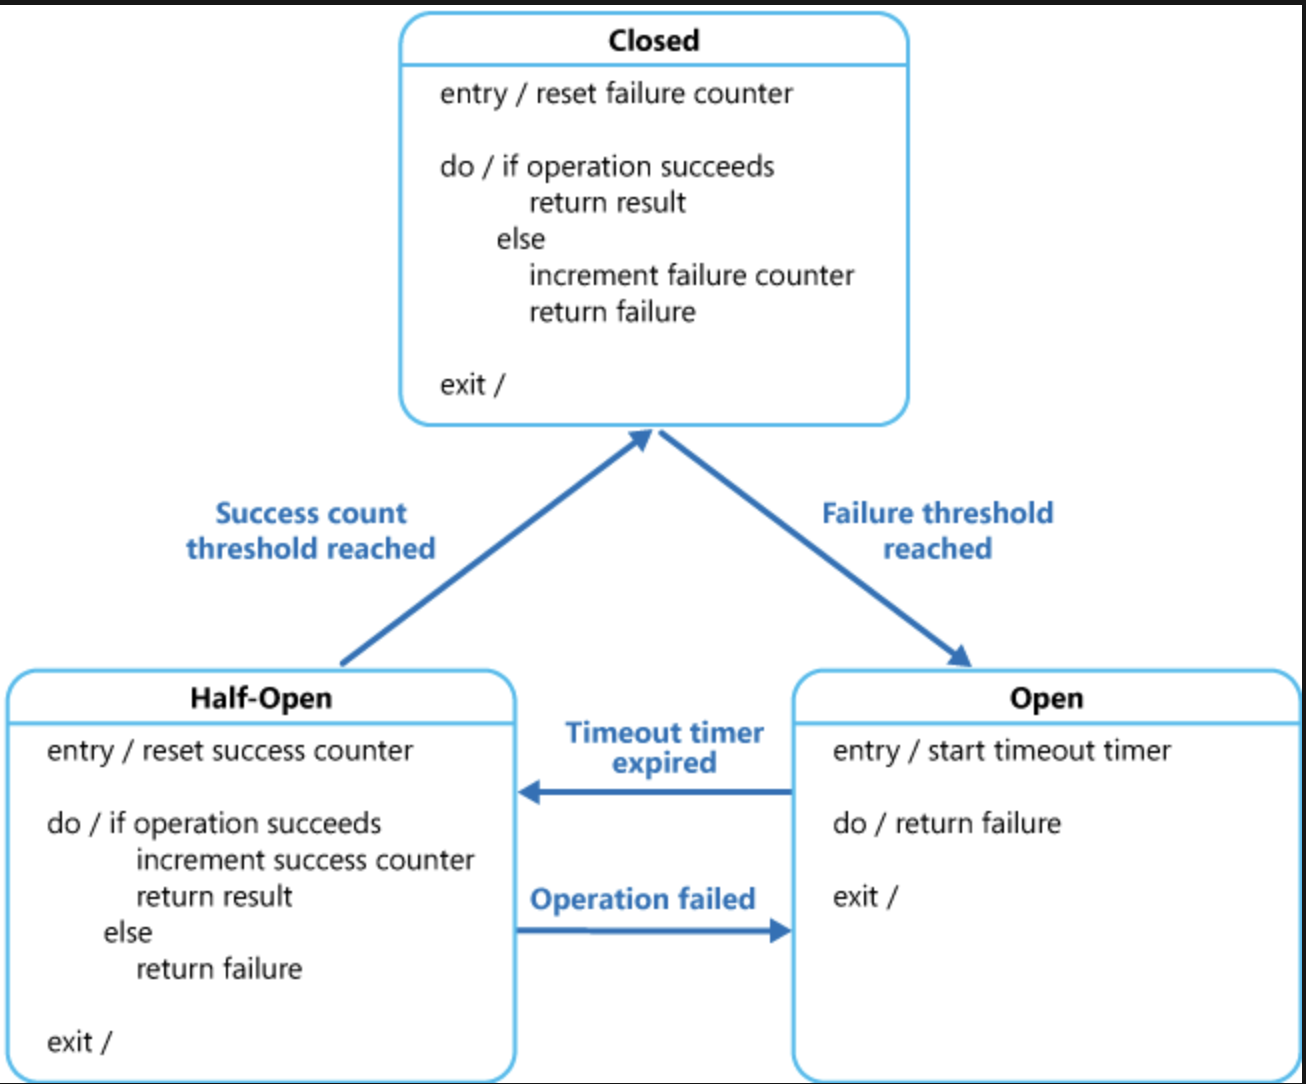 Closed
entry / reset failure counter
do / if operation succeeds
return result
else
increment failure counter
return failure
exit /
Success count
threshold reached
Failure threshold
reached
Half-Open
entry / reset success counter
do / if operation succeeds
increment success counter
return result
else
return failure
exit /
Timeout timer
expired
Operation failed
Open
entry / start timeout timer
do / return failure
exit /